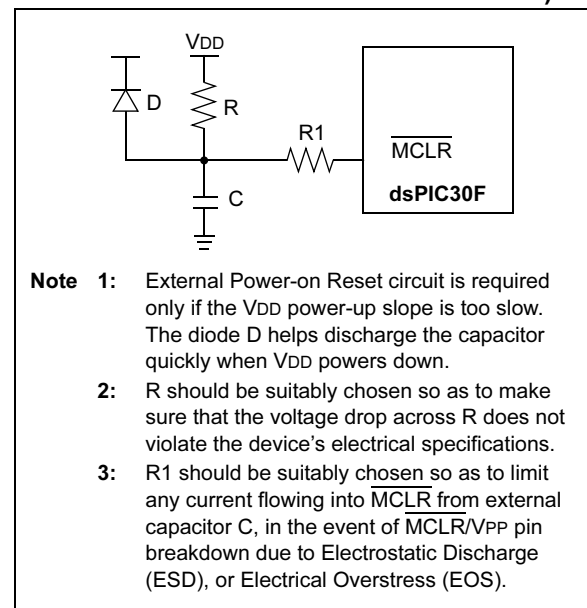 VDD
D
R
R1
MCLR
dsPIC30F
C
Note 1: External Power-on Reset circuit is required
only if the VDD power-up slope is too slow.
The diode D helps discharge the capacitor
quickly when VDD powers down.
2: R should be suitably chosen so as to make
sure that the voltage drop across R does not
violate the device's electrical specifications.
3: R1 should be suitably chosen so as to limit
any current flowing into MCLR from external
capacitor C, in the event of MCLR/VPP pin
breakdown due to Electrostatic Discharge
(ESD), or Electrical Overstress (EOS).